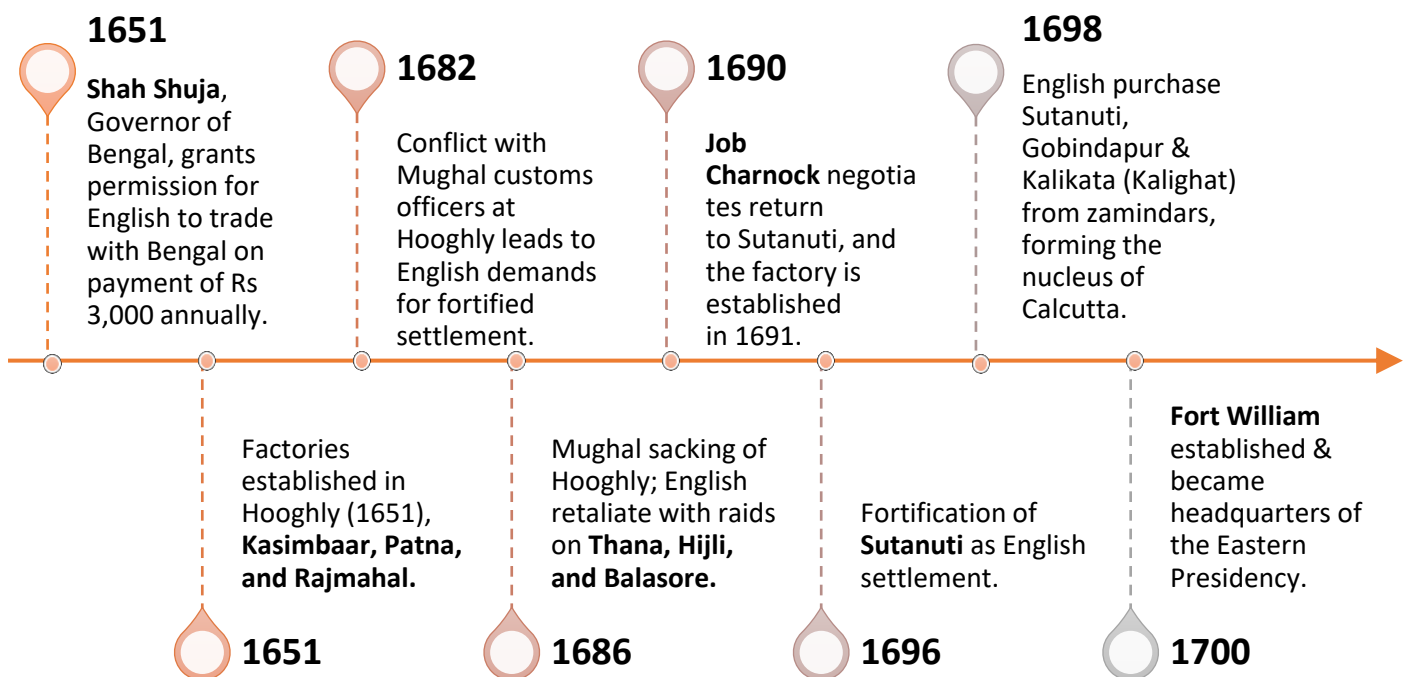 1651
Shah Shuja,
Governor of
Bengal, grants
permission for
English to trade
with Bengal on
payment of Rs
3,000 annually.
Factories
established in
Hooghly (1651),
Kasimbaar, Patna,
and Rajmahal.
1651
1682
Conflict with
Mughal customs
officers at
Hooghly leads to
English demands
for fortified
settlement.
Mughal sacking of
Hooghly; English
retaliate with raids
on Thana, Hijli,
and Balasore.
1686
1690
Job
Charnock negotia
tes return
to Sutanuti, and
the factory is
established
in 1691.
Fortification of
Sutanuti as English
settlement.
1696
1698
English purchase
Sutanuti,
Gobindapur &
Kalikata (Kalighat)
from zamindars,
forming the
nucleus of
Calcutta.
Fort William
established &
became
headquarters of
the Eastern
Presidency.
1700